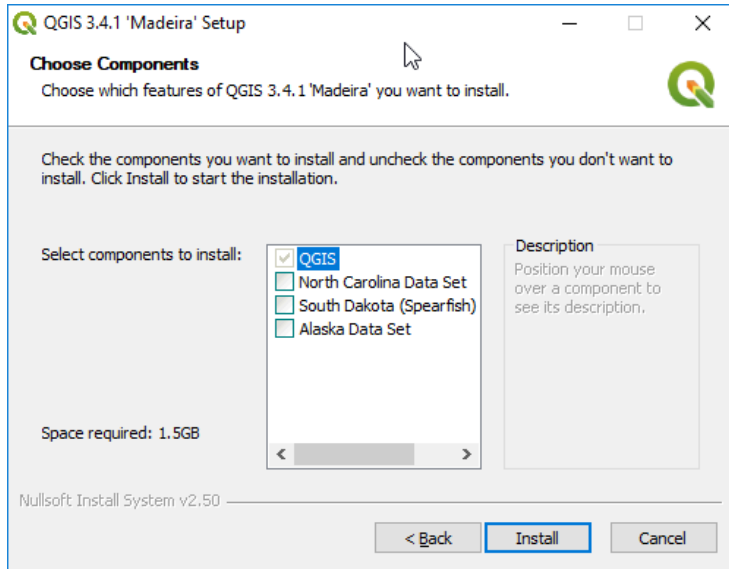 QGIS 3.4.1 'Madeira' Setup
Choose Components
Choose which features of QGIS 3.4.1 'Madeira' you want to install.
Check the components you want to install and uncheck the components you don't want to
install. Click Install to start the installation.
Select components to install:
QGIS
North Carolina Data Set
South Dakota (Spearfish)
Alaska Data Set
Description
Position your mouse
over a component to
see its description.
Space required: 1.5GB
Nullsoft Install System v2.50
< Back
Install
Cancel